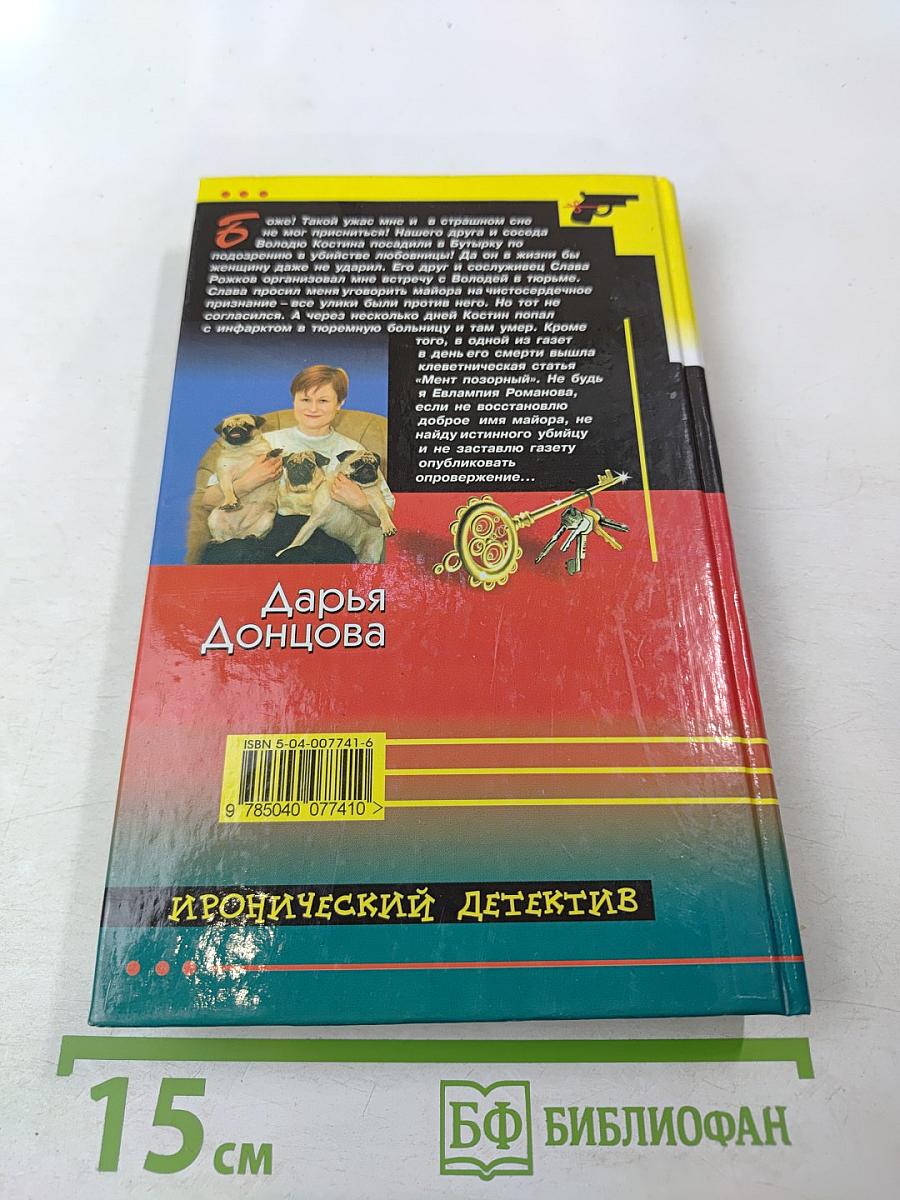 Боже! Такой ужас мне и в страшном сне
не мог присниться! Нашего друга и соседа
Володю Костина посадили в Бутырку по
подозрению в убийстве любовницы! Да он в жизни бы
женщину даже не ударил. Его друг и сослуживец Слава
Рожков организовал мне встречу с Володей в тюрьме.
Слава просил меня уговорить майора на чистосердечное
признание – все улики были против него. Но тот не
согласился. А через несколько дней Костин попал
с инфарктом в тюремную больницу и там умер. Кроме
того, в одной из газет
в день его смерти вышла
клеветническая статья
«Мент позорный». Не будь
я Евлампия Романова,
если не восстановлю
доброе имя майора, не
найду истинного убийцу
и не заставлю газету
опубликовать
опровержение...
Дарья
Донцова
ISBN 5-04-007741-6
9 785040 077410 >
ИРОНИЧЕСКИЙ ДЕТЕКТИВ
15 см
БФ БИБЛИОФАН